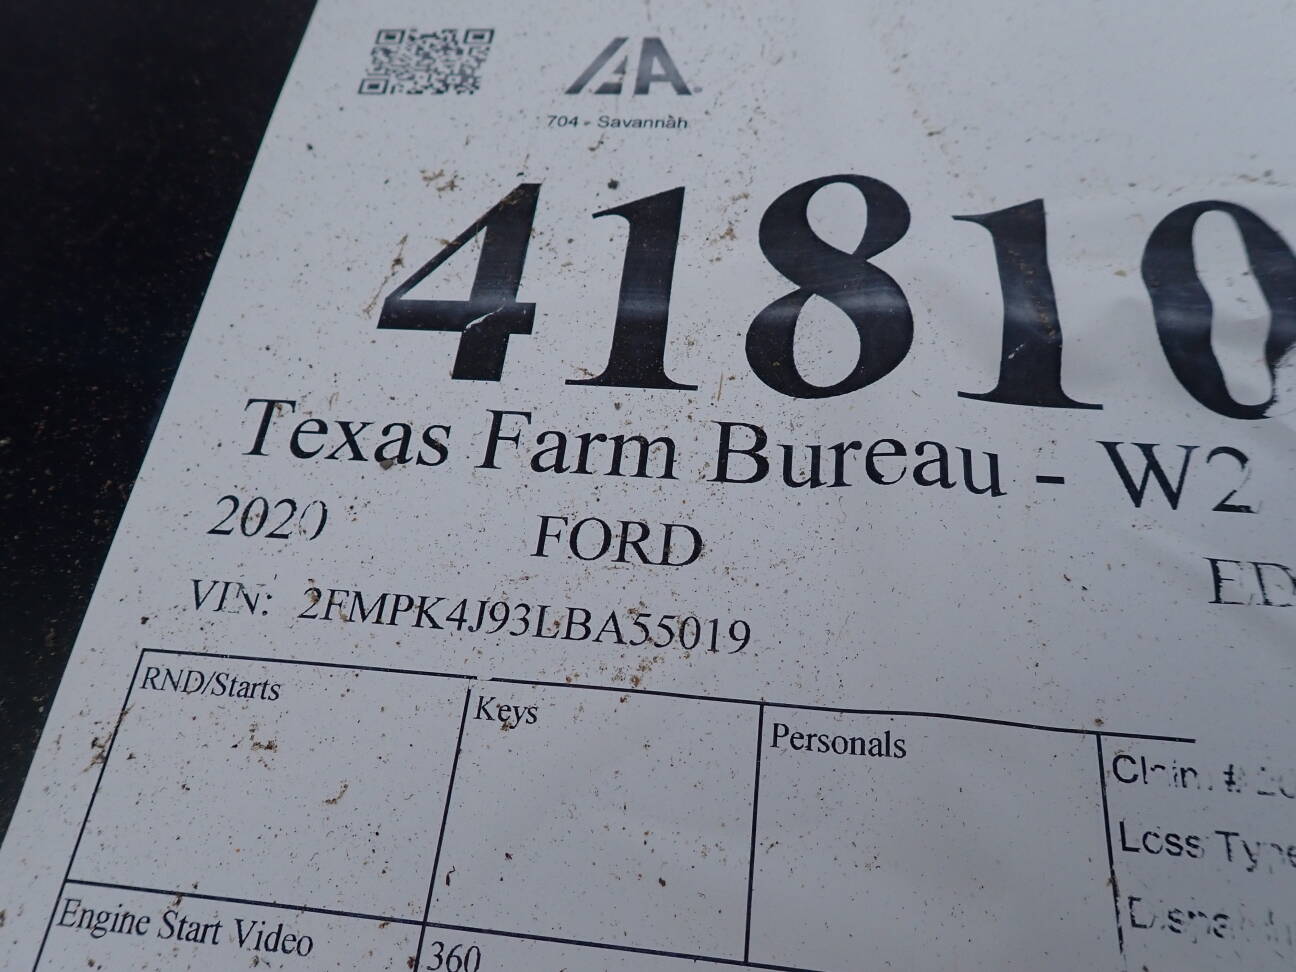 IAA
704 - Savannah
41810
Texas Farm Bureau - W2
2020 FORD ED
VIN: 2FMPK4J93LBA55019
RND/Starts Keys Personals
Loss Type
Engine Start Video 360